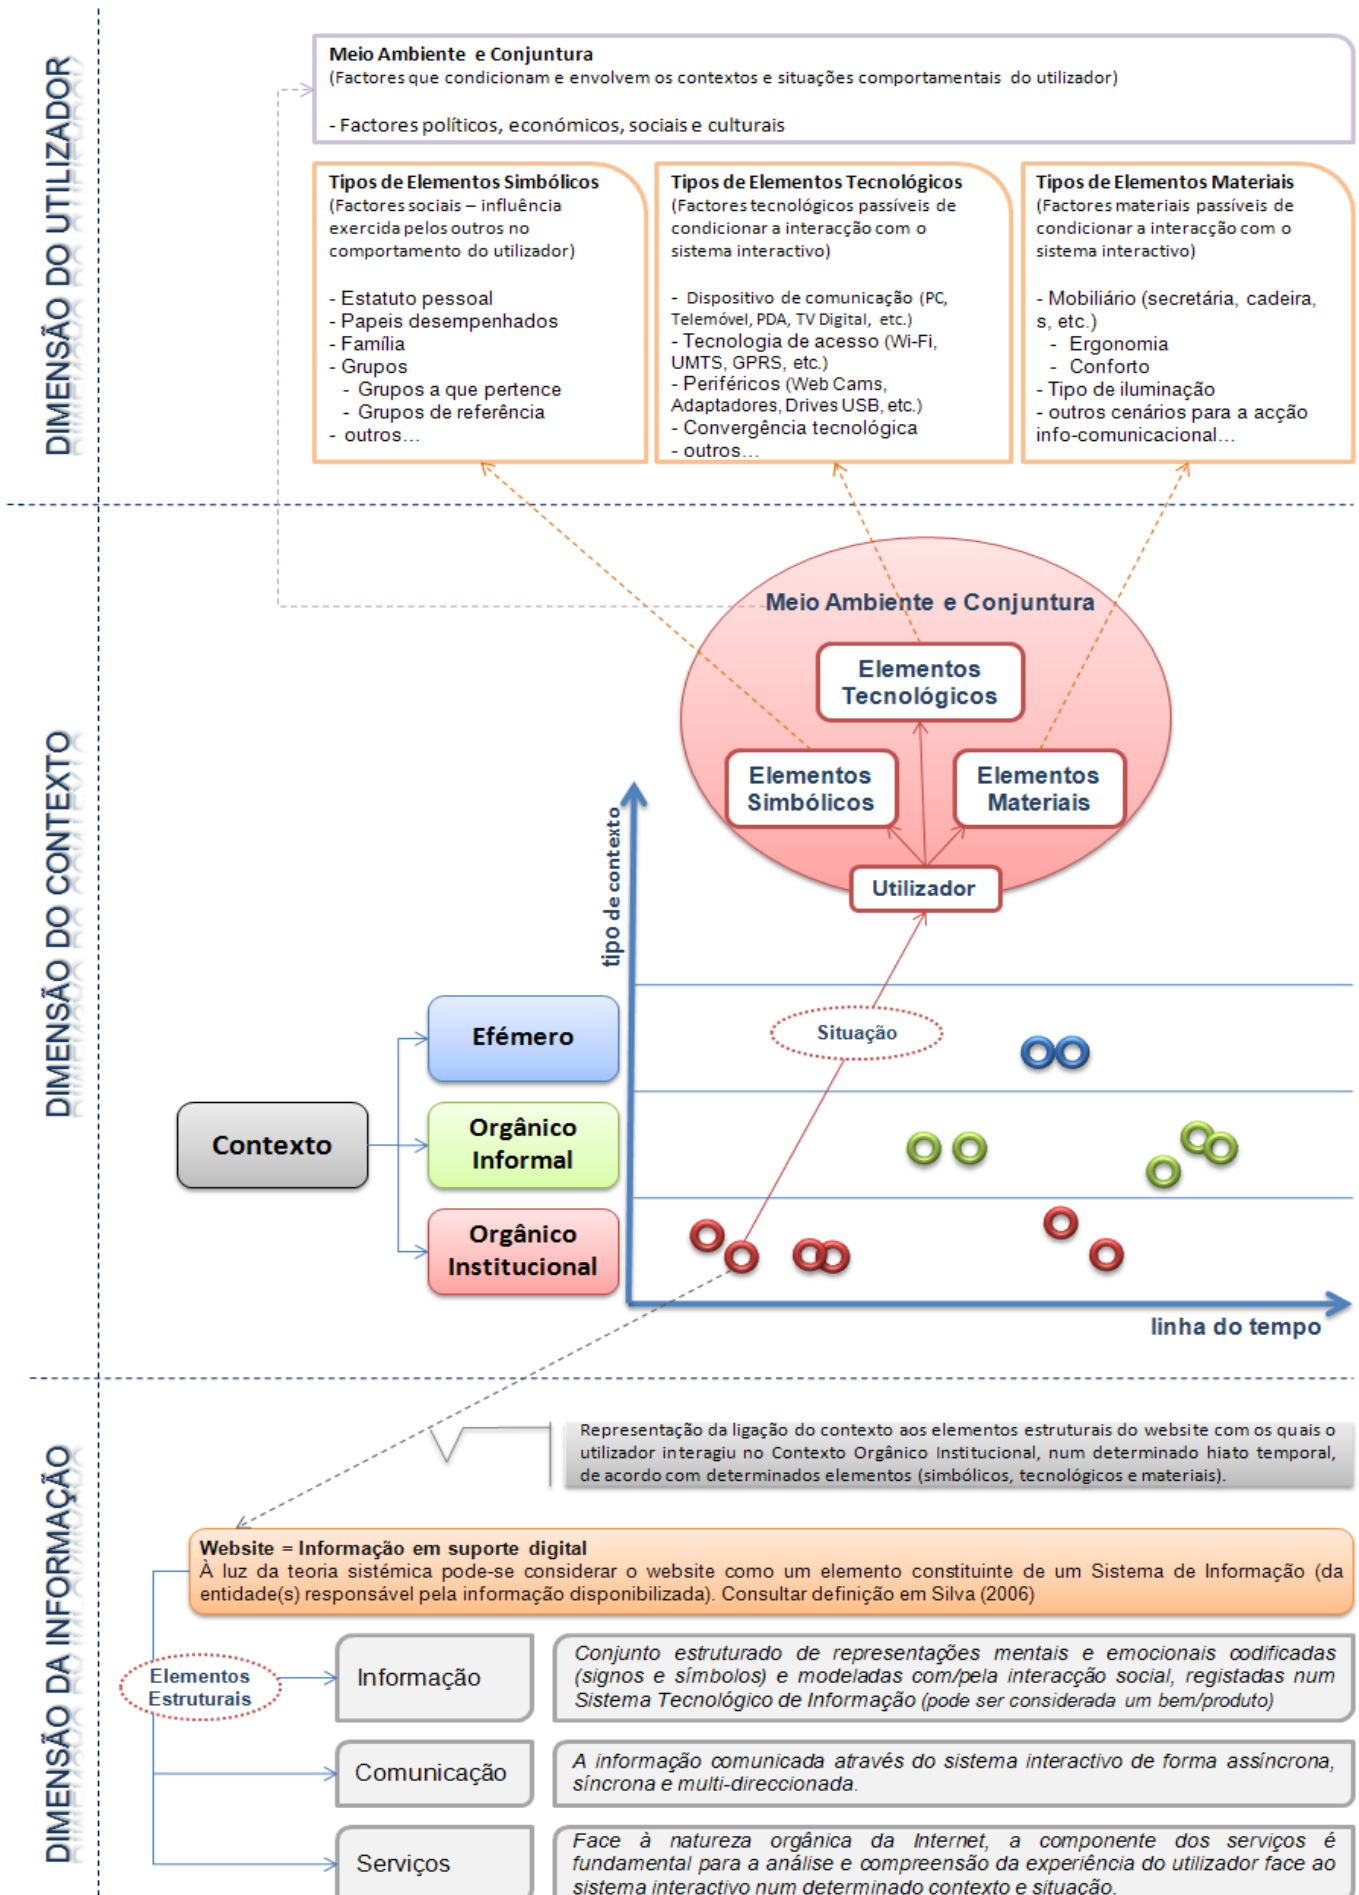 DIMENSÃO DO UTILIZADOR
Meio Ambiente e Conjuntura
(Factores que condicionam e envolvem os contextos e situações comportamentais do utilizador)
- Factores políticos, económicos, sociais e culturais
Tipos de Elementos Simbólicos
(Factores sociais – influência
exercida pelos outros no
comportamento do utilizador)
- Estatuto pessoal
- Papeis desempenhados
- Família
- Grupos
- Grupos a que pertence
- Grupos de referência
- outros...
Tipos de Elementos Tecnológicos
(Factores tecnológicos passíveis de
condicionar a interacção com o
sistema interactivo)
- Dispositivo de comunicação (PC,
Telemóvel, PDA, TV Digital, etc.)
- Tecnologia de acesso (Wi-Fi,
UMTS, GPRS, etc.)
- Periféricos (Web Cams,
Adaptadores, Drives USB, etc.)
- Convergência tecnológica
- outros...
Tipos de Elementos Materiais
(Factores materiais passíveis de
condicionar a interacção com o
sistema interactivo)
- Mobiliário (secretária, cadeira,
s, etc.)
- Ergonomia
- Conforto
- Tipo de iluminação
- outros cenários para a acção
info-comunicacional...
DIMENSÃO DO CONTEXTO
Meio Ambiente e Conjuntura
Elementos
Tecnológicos
Elementos
Simbólicos
Elementos
Materiais
Utilizador
tipo de contexto
Situação
Efémero
Contexto
Orgânico
Informal
Orgânico
Institucional
linha do tempo
DIMENSÃO DA INFORMAÇÃO
Representação da ligação do contexto aos elementos estruturais do website com os quais o
utilizador interagiu no Contexto Orgânico Institucional, num determinado hiato temporal,
de acordo com determinados elementos (simbólicos, tecnológicos e materiais).
Website = Informação em suporte digital
À luz da teoria sistémica pode-se considerar o website como um elemento constituinte de um Sistema de Informação (da
entidade(s) responsável pela informação disponibilizada). Consultar definição em Silva (2006)
Elementos
Estruturais
Informação
Conjunto estruturado de representações mentais e emocionais codificadas
(signos e símbolos) e modeladas com/pela interacção social, registadas num
Sistema Tecnológico de Informação (pode ser considerada um bem/produto)
Comunicação
A informação comunicada através do sistema interactivo de forma assíncrona,
síncrona e multi-direccionada.
Serviços
Face à natureza orgânica da Internet, a componente dos serviços é
fundamental para a análise e compreensão da experiência do utilizador face ao
sistema interactivo num determinado contexto e situação.